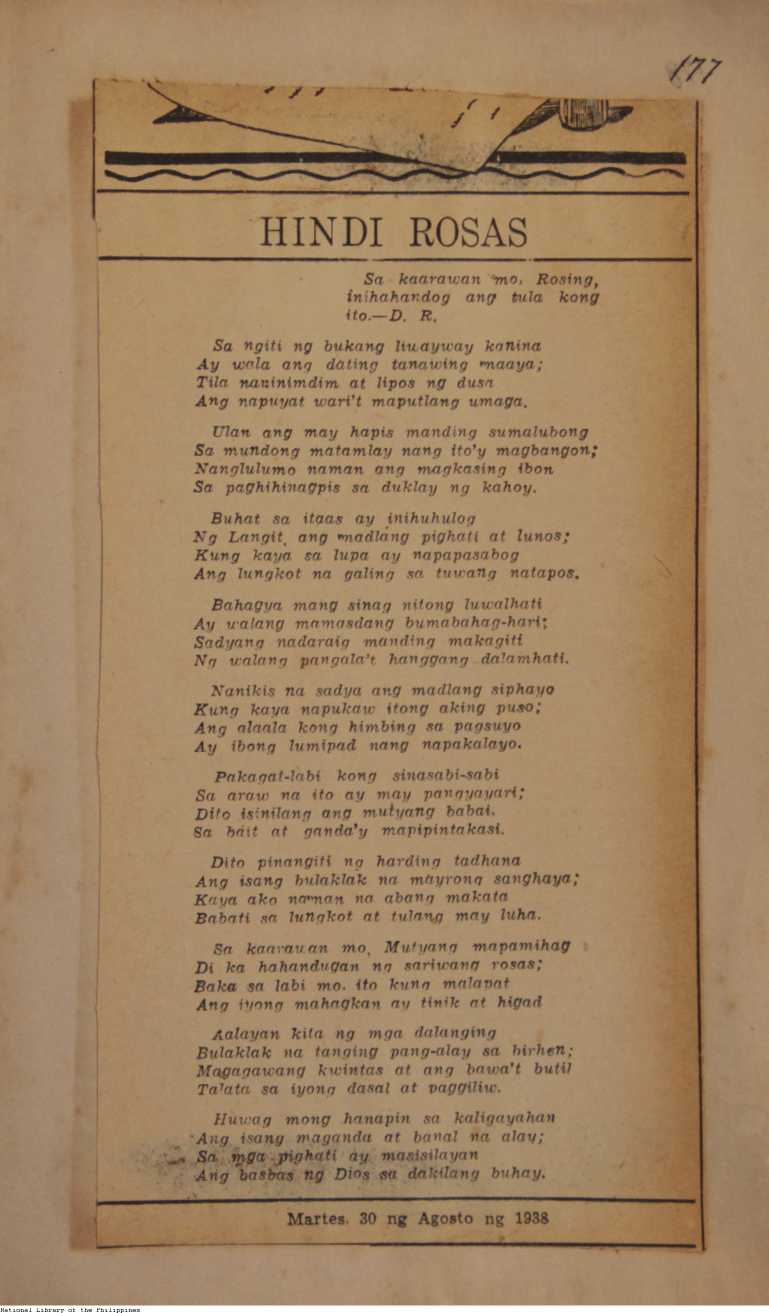 177
HINDI ROSAS
Sa kaarawan mo, Rosing,
inihahandog ang tula kong
ito.—D. R.
Sa ngiti ng bukang liwayway kanina
Ay wala ang dating tanawing maaya;
Tila naninimdim at lipos ng dusa
Ang napuyat wari't maputlang umaga.
Ulan ang may hapis manding sumalubong
Sa mundong matamlay nang ito'y magbangon;
Nanglulumo naman ang magkasing ibon
Sa paghihinagpis sa duklay ng kahoy.
Buhat sa itaas ay inihuhulog
Ng Langit, ang madlang pighati at lunos;
Kung kaya sa lupa ay napapasabog
Ang lungkot na galing sa tuwang natapos.
Bahagya mang sinag nitong luwalhati
Ay walang mamasdang bumabahag-hari;
Sadyang nadaraig manding makagiti
Ng walang pangala't hanggang dalamhati.
Nanikis na sadya ang madlang siphayo
Kung kaya napukaw itong aking puso;
Ang alaala kong himbing sa pagsuyo
Ay ibong lumipad nang napakalayo.
Pakagat-labi kong sinasabi-sabi
Sa araw na ito ay may pangyayari;
Dito isinilang ang mutyang babai.
Sa bait at ganda'y mapipintakasi.
Dito pinangiti ng harding tadhana
Ang isang bulaklak na mayrong sanghaya;
Kaya ako naman na abang makata
Babati sa lungkot at tulang may luha.
Sa kaarawan mo, Mutyang mapamihag
Di ka hahandugan ng sariwang rosas;
Baka sa labi mo. ito kung malapat
Ang iyong mahagkan ay tinik at higad
Aalayan kita ng mga dalanging
Bulaklak na tanging pang-alay sa birhen;
Magagawang kwintas at ang bawa't butil
Talata sa iyong dasal at paggiliw.
Huwag mong hanapin sa kaligayahan
Ang isang maganda at banal na alay;
Sa mga pighati ay masisilayan
Ang basbas ng Dios sa dakilang buhay.
Martes, 30 ng Agosto ng 1938
National Library of the Philippines